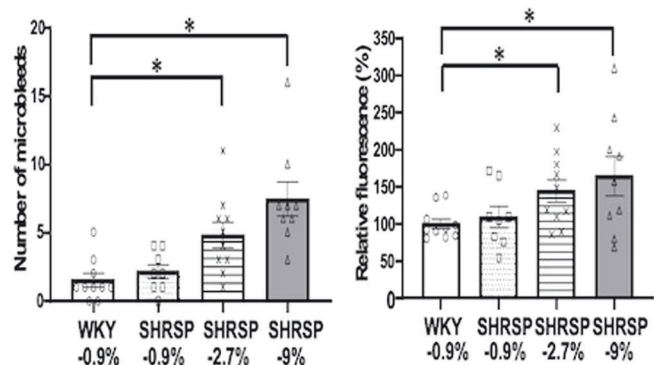 Number of microbleeds
20
15
10
5
0
*
*
WKY
-0.9%
SHRSP
-0.9%
SHRSP
-2.7%
SHRSP
-9%
Relative fluorescence (%)
350
300
250
200
150
100
50
0
*
*
WKY
-0.9%
SHRSP
-0.9%
SHRSP
-2.7%
SHRSP
-9%